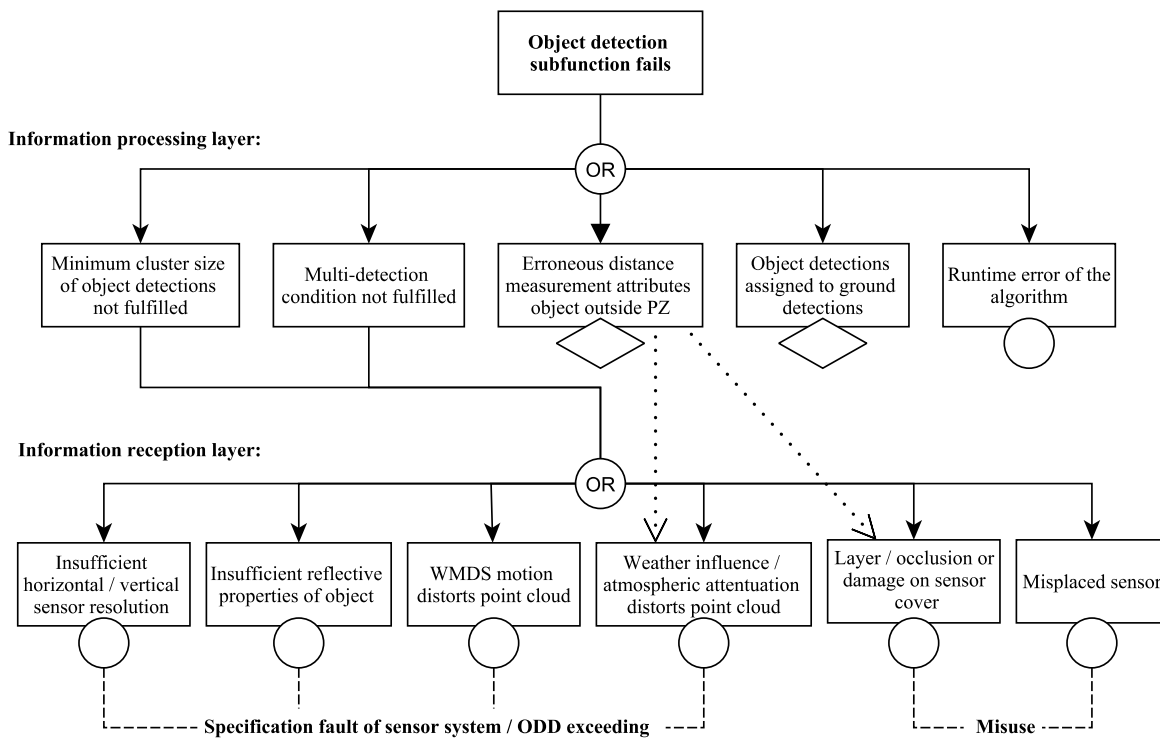 Object detection
subfunction fails
Information processing layer:
OR
Minimum cluster size
of object detections
not fulfilled
Multi-detection
condition not fulfilled
Erroneous distance
measurement attributes
object outside PZ
Object detections
assigned to ground
detections
Runtime error of the
algorithm
Information reception layer:
OR
Insufficient
horizontal / vertical
sensor resolution
Insufficient reflective
properties of object
WMDS motion
distorts point cloud
Weather influence /
atmospheric attentuation
distorts point cloud
Layer / occlusion or
damage on sensor
cover
Misplaced sensor
Specification fault of sensor system / ODD exceeding
Misuse